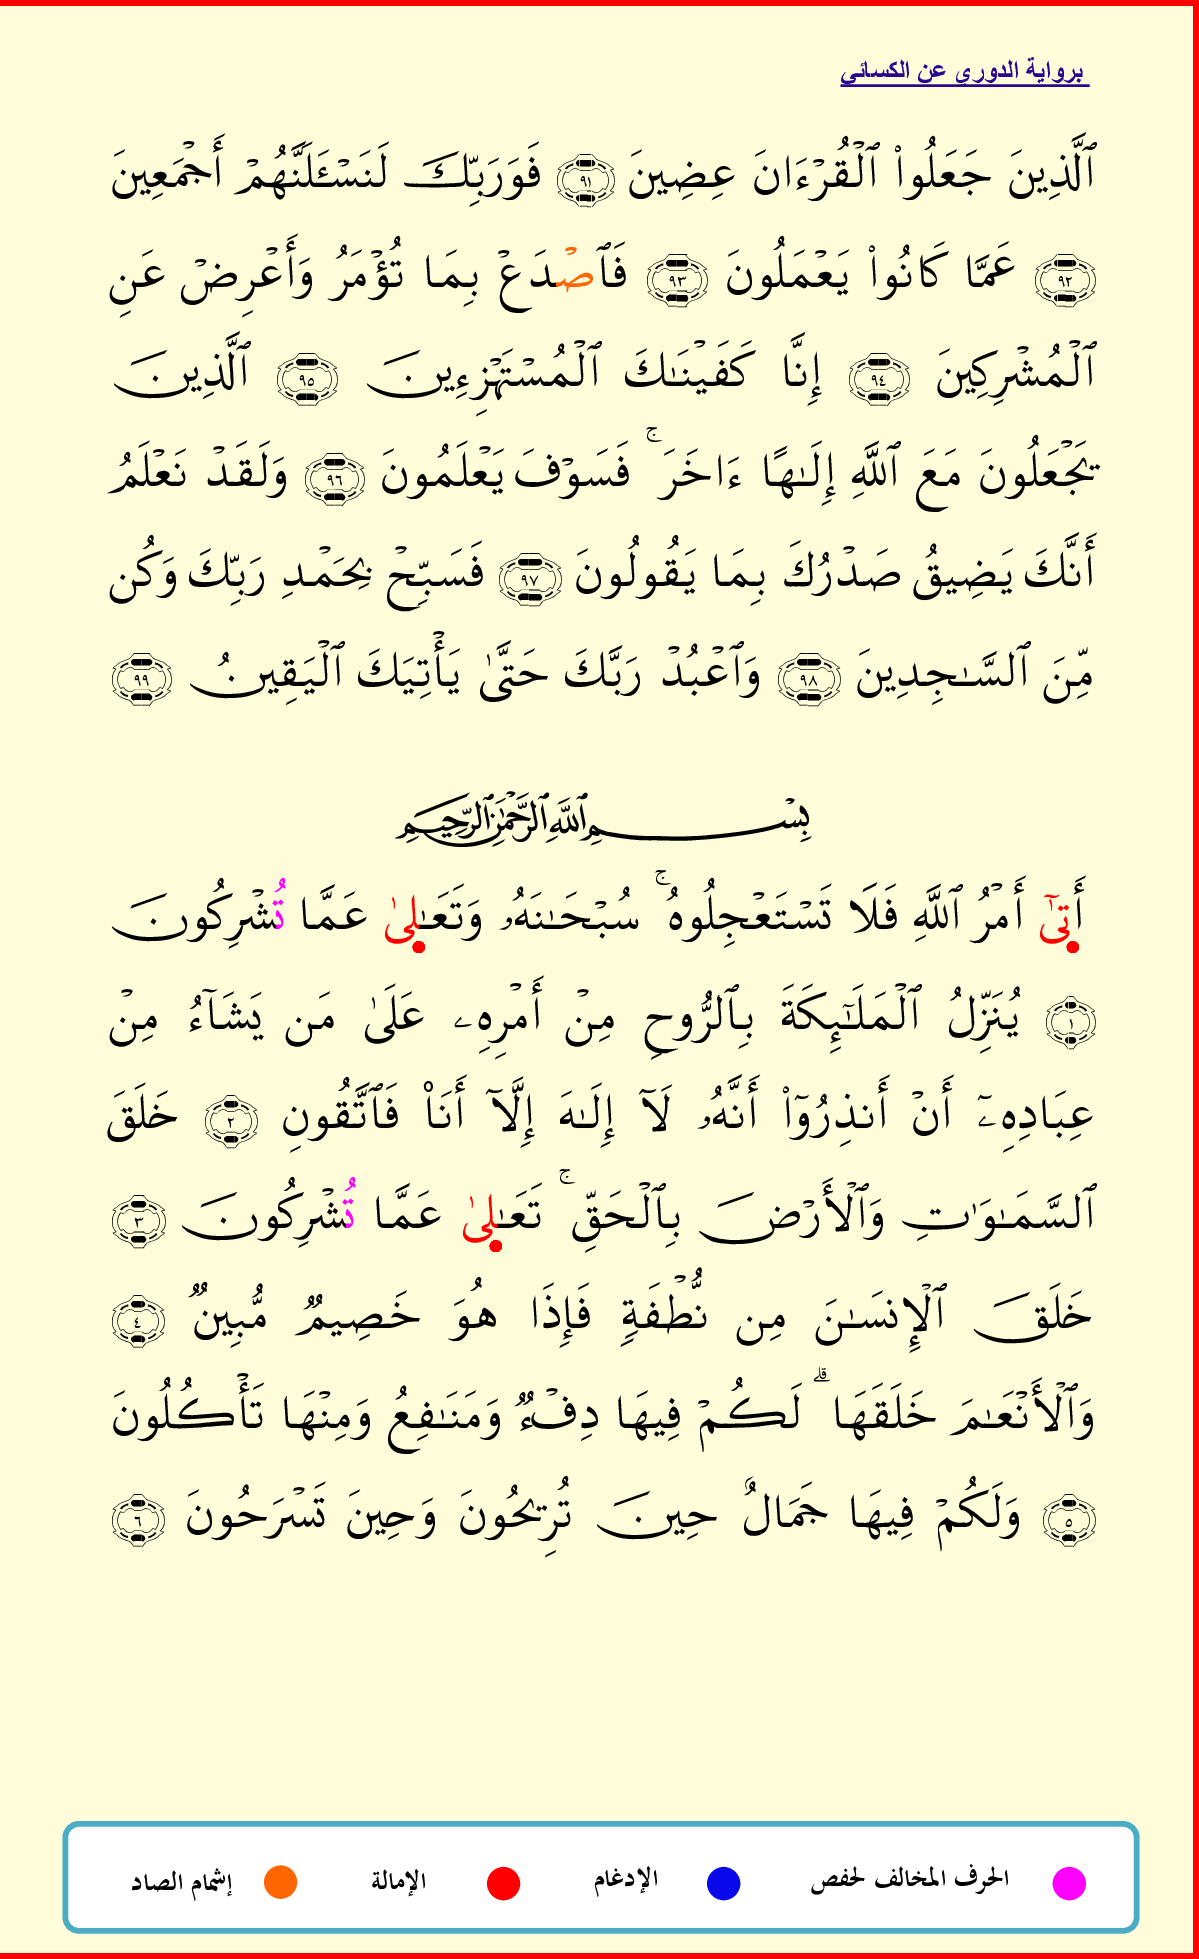 برواية الدوري عن الكسائي
ٱلَّذِينَ جَعَلُوا۟ ٱلْقُرْءَانَ عِضِينَ ٩١ فَوَرَبِّكَ لَنَسْـَٔلَنَّهُمْ أَجْمَعِينَ
٩٢ عَمَّا كَانُوا۟ يَعْمَلُونَ ٩٣ فَٱصْدَعْ بِمَا تُؤْمَرُ وَأَعْرِضْ عَنِ
ٱلْمُشْرِكِينَ ٩٤ إِنَّا كَفَيْنَـٰكَ ٱلْمُسْتَهْزِءِينَ ٩٥ ٱلَّذِينَ
يَجْعَلُونَ مَعَ ٱللَّهِ إِلَـٰهًا ءَاخَرَ ۚ فَسَوْفَ يَعْلَمُونَ ٩٦ وَلَقَدْ نَعْلَمُ
أَنَّكَ يَضِيقُ صَدْرُكَ بِمَا يَقُولُونَ ٩٧ فَسَبِّحْ بِحَمْدِ رَبِّكَ وَكُن
مِّنَ ٱلسَّـٰجِدِينَ ٩٨ وَٱعْبُدْ رَبَّكَ حَتَّىٰ يَأْتِيَكَ ٱلْيَقِينُ ٩٩
بِسْمِ ٱللَّهِ ٱلرَّحْمَـٰنِ ٱلرَّحِيمِ
أَتىٰٓ أَمْرُ ٱللَّهِ فَلَا تَسْتَعْجِلُوهُ ۚ سُبْحَـٰنَهُۥ وَتَعَـٰلىٰ عَمَّا تُشْرِكُونَ
١ يُنَزِّلُ ٱلْمَلَـٰٓئِكَةَ بِٱلرُّوحِ مِنْ أَمْرِهِۦ عَلَىٰ مَن يَشَآءُ مِنْ
عِبَادِهِۦٓ أَنْ أَنذِرُوٓا۟ أَنَّهُۥ لَآ إِلَـٰهَ إِلَّآ أَنَا۠ فَٱتَّقُونِ ٢ خَلَقَ
ٱلسَّمَـٰوَٰتِ وَٱلْأَرْضَ بِٱلْحَقِّ ۚ تَعَـٰلىٰ عَمَّا تُشْرِكُونَ ٣
خَلَقَ ٱلْإِنسَـٰنَ مِن نُّطْفَةٍ فَإِذَا هُوَ خَصِيمٌ مُّبِينٌ ٤
وَٱلْأَنْعَـٰمَ خَلَقَهَا ۗ لَكُمْ فِيهَا دِفْءٌ وَمَنَـٰفِعُ وَمِنْهَا تَأْكُلُونَ
٥ وَلَكُمْ فِيهَا جَمَالٌ حِينَ تُرِيحُونَ وَحِينَ تَسْرَحُونَ ٦
الحرف المخالف لحفص الإدغام الإمالة إشمام الصاد